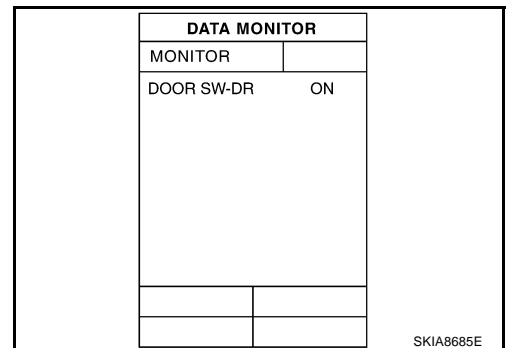 DATA MONITOR
MONITOR
DOOR SW-DR ON
SKIA8685E